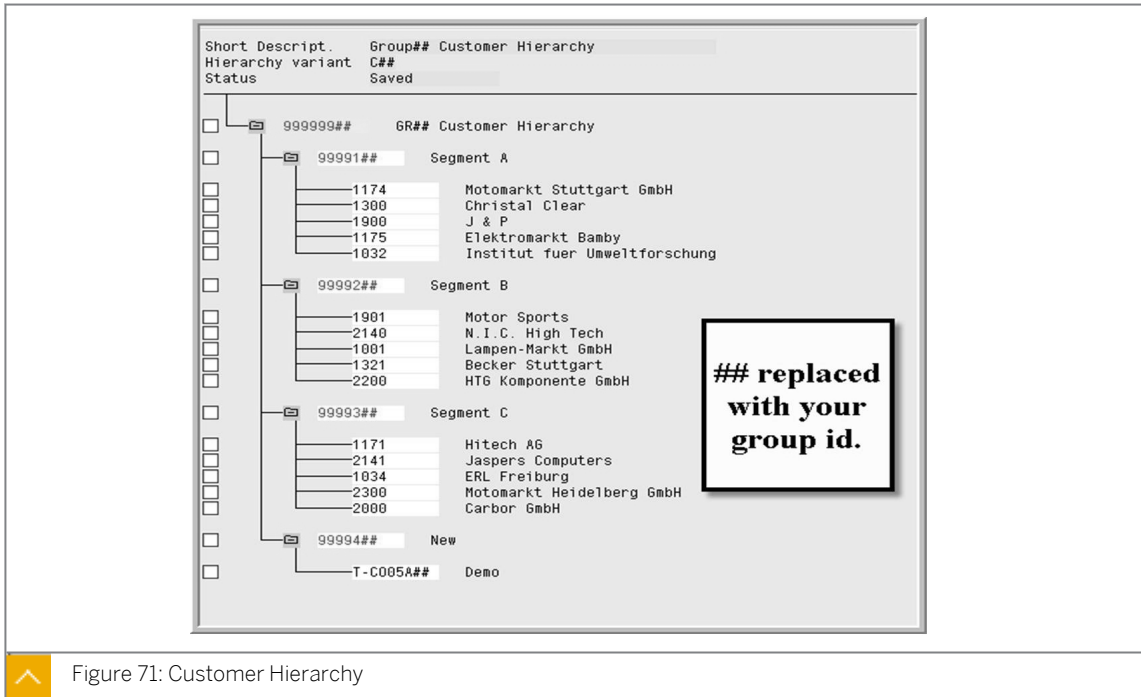 Short Descript. Group## Customer Hierarchy
Hierarchy variant C##
Status Saved
999999## GR## Customer Hierarchy
99991## Segment A
1174 Motomarkt Stuttgart GmbH
1300 Christal Clear
1900 J & P
1175 Elektromarkt Bamby
1032 Institut fuer Umweltforschung
99992## Segment B
1901 Motor Sports
2140 N.I.C. High Tech
1001 Lampen-Markt GmbH
1321 Becker Stuttgart
2200 HTG Komponente GmbH
## replaced
with your
group id.
99993## Segment C
1171 Hitech AG
2141 Jaspers Computers
1034 ERL Freiburg
2300 Motomarkt Heidelberg GmbH
2000 Carbor GmbH
99994## New
T-CO05A## Demo
Figure 71: Customer Hierarchy